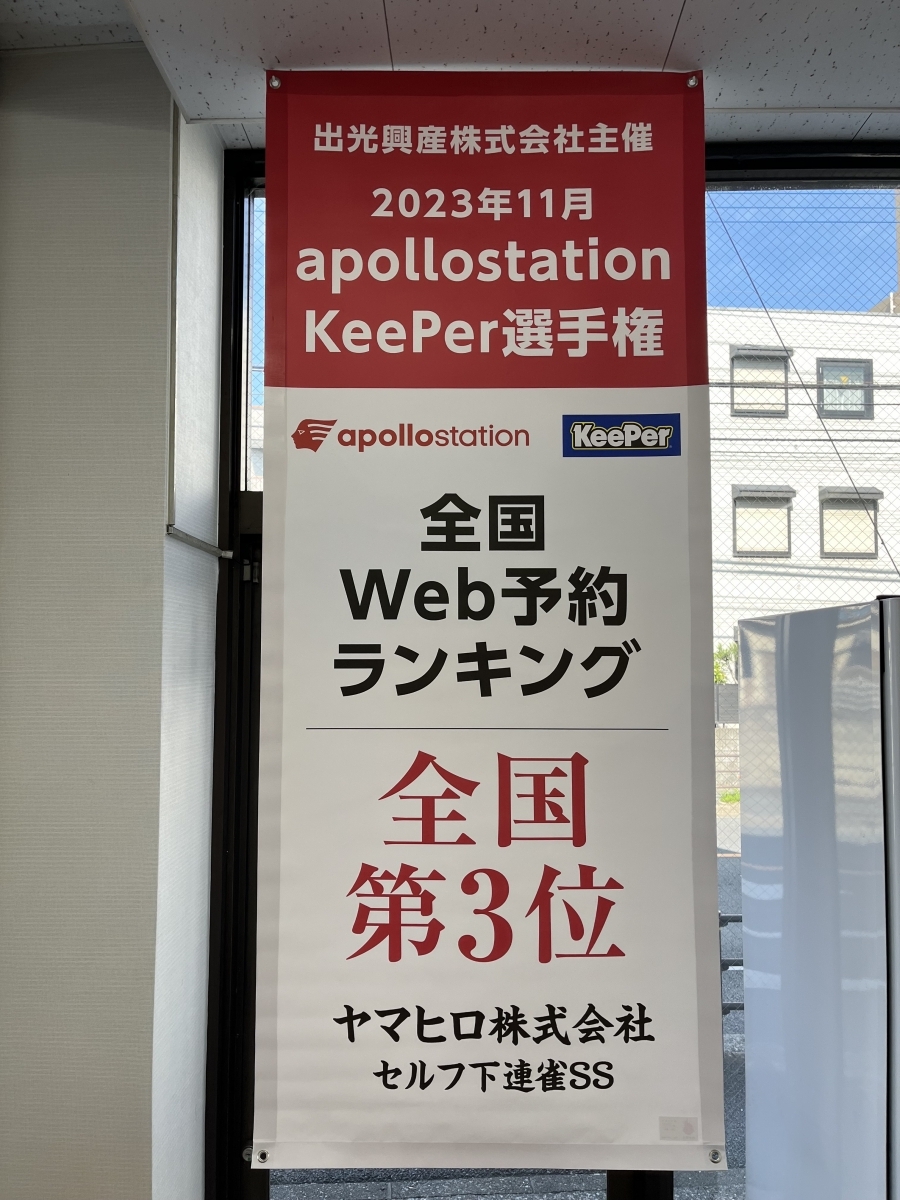 出光興産株式会社主催
2023年11月
apollostation
KeePer選手権
apollostation
KeePer
全国
Web予約
ランキング
全国
第3位
ヤマヒロ株式会社
セルフ下連雀SS